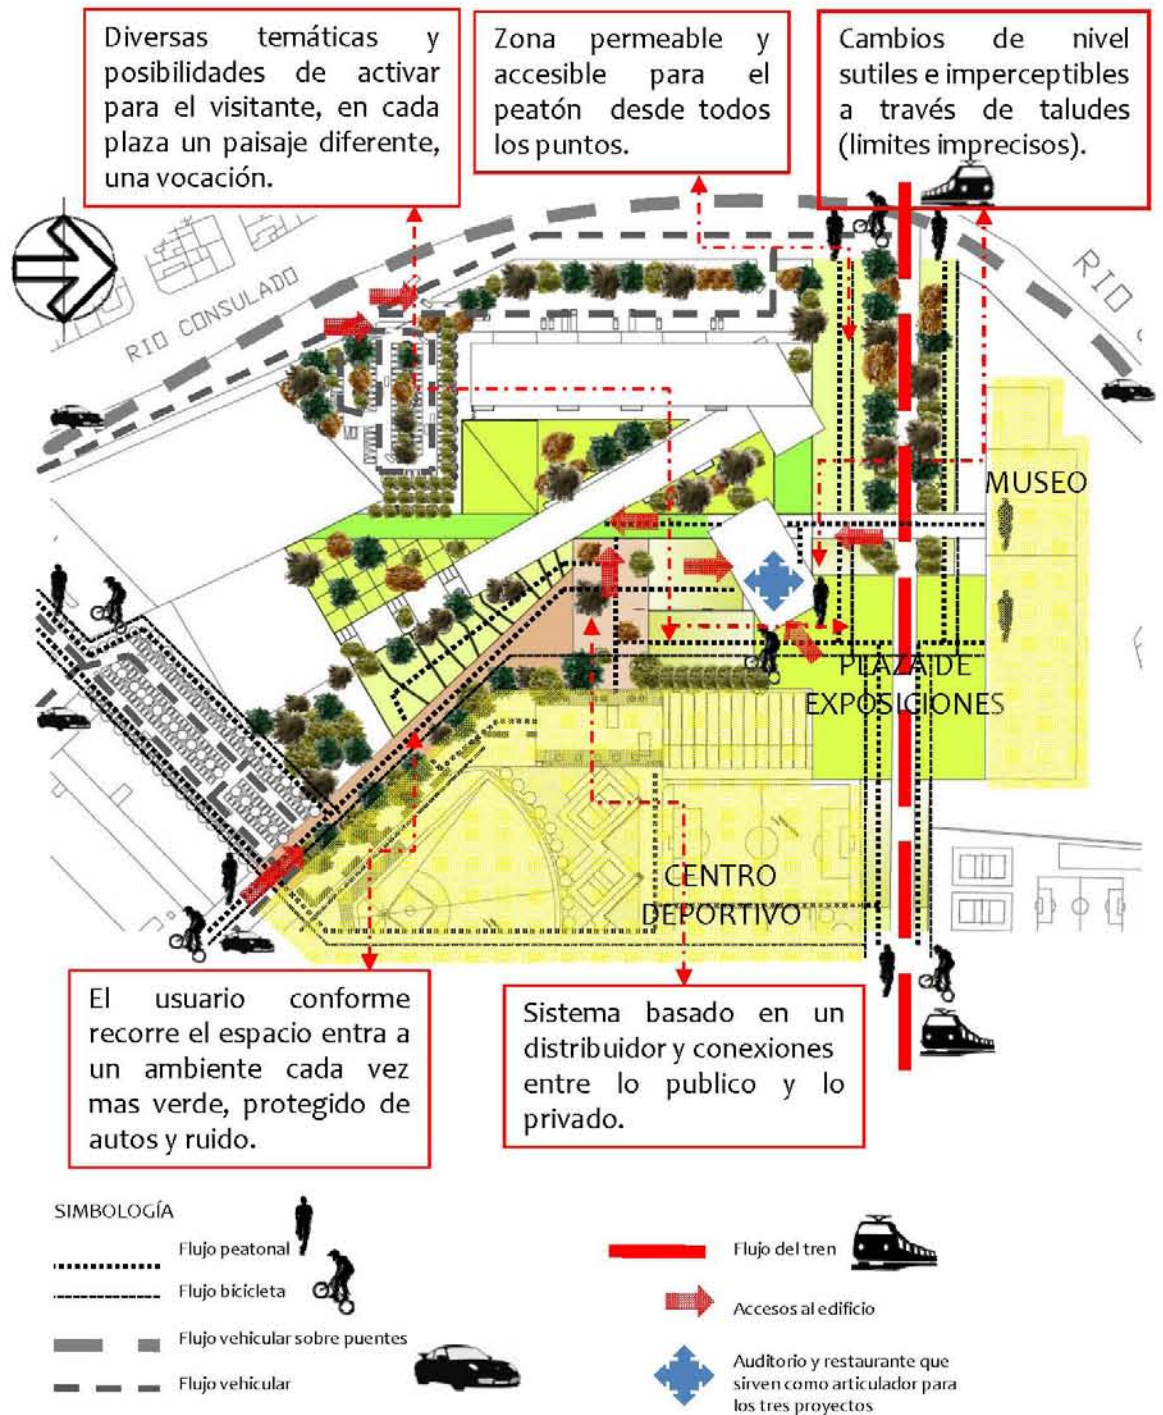 Diversas temáticas y
posibilidades de activar
para el visitante, en cada
plaza un paisaje diferente,
una vocación.
Zona permeable y
accesible para el
peatón desde todos
los puntos.
Cambios de nivel
sutiles e imperceptibles
a través de taludes
(limites imprecisos).
RIO CONSULADO
RIO
MUSEO
PLAZA DE
EXPOSICIONES
CENTRO
DEPORTIVO
El usuario conforme
recorre el espacio entra a
un ambiente cada vez
mas verde, protegido de
autos y ruido.
Sistema basado en un
distribuidor y conexiones
entre lo publico y lo
privado.
SIMBOLOGÍA
Flujo peatonal
Flujo bicicleta
Flujo vehicular sobre puentes
Flujo vehicular
Flujo del tren
Accesos al edificio
Auditorio y restaurante que
sirven como articulador para
los tres proyectos